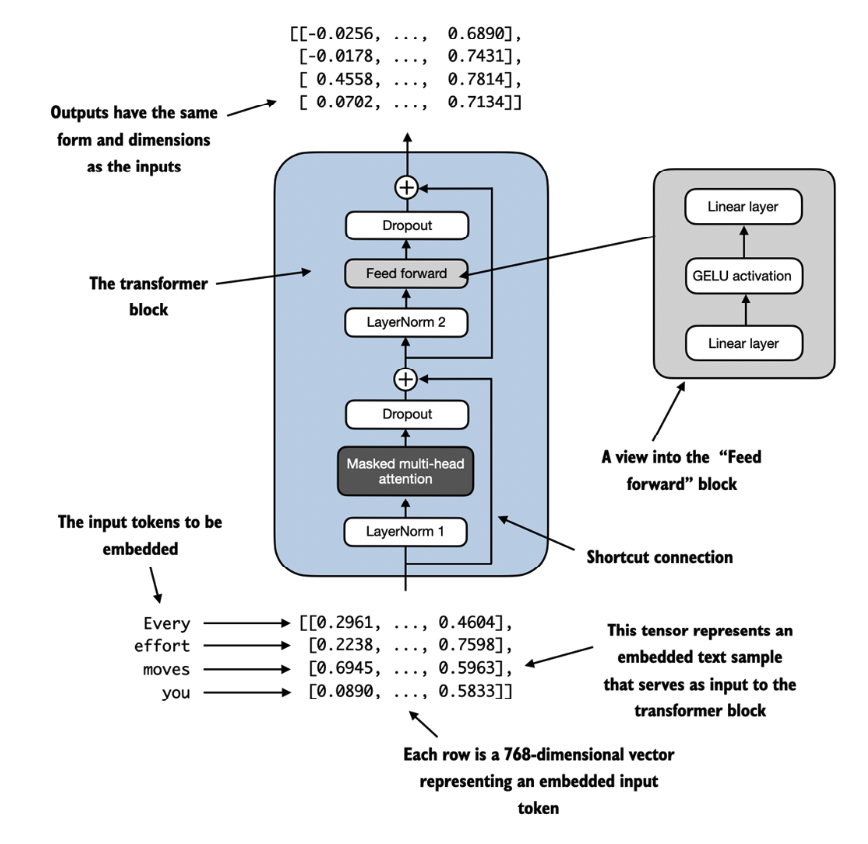 [[-0.0256, ..., 0.6890],
[-0.0178, ..., 0.7431],
[ 0.4558, ..., 0.7814],
[ 0.0702, ..., 0.7134]]
Outputs have the same
form and dimensions
as the inputs
Dropout
Feed forward
LayerNorm 2
The transformer
block
Linear layer
GELU activation
Linear layer
A view into the “Feed
forward” block
Dropout
Masked multi-head
attention
LayerNorm 1
Shortcut connection
The input tokens to be
embedded
Every
effort
moves
you
[[0.2961, ..., 0.4604],
[0.2238, ..., 0.7598],
[0.6945, ..., 0.5963],
[0.0890, ..., 0.5833]]
This tensor represents an
embedded text sample
that serves as input to the
transformer block
Each row is a 768-dimensional vector
representing an embedded input
token